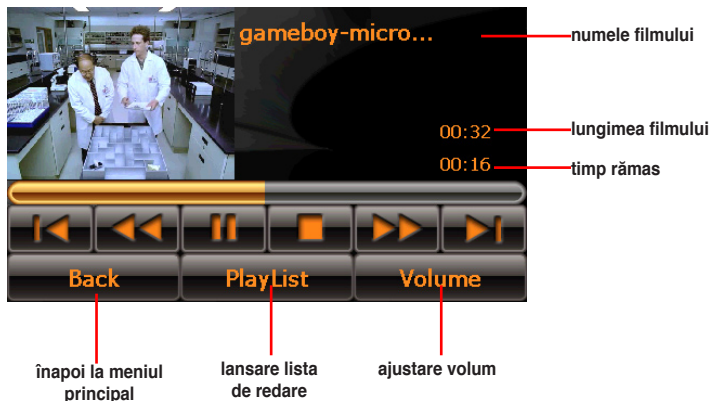 gameboy-micro...
numele filmului
00:32
lungimea filmului
00:16
timp rămas
Back
PlayList
Volume
înapoi la meniul
principal
lansare lista
de redare
ajustare volum